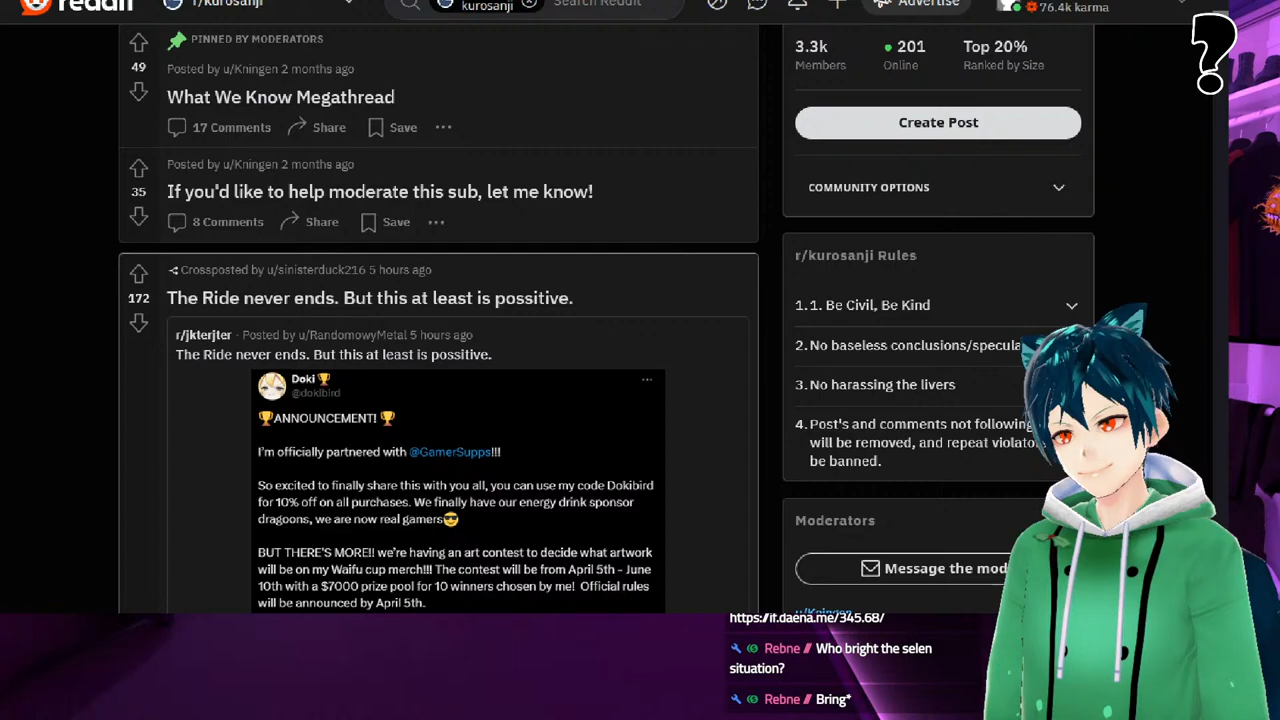 reddit
r/kurosanji
kurosanji
Search Reddit
Advertise
76.4k karma
PINNED BY MODERATORS
49
Posted by u/Kningen 2 months ago
What We Know Megathread
17 Comments Share Save
35
Posted by u/Kningen 2 months ago
If you'd like to help moderate this sub, let me know!
8 Comments Share Save
172
Crossposted by u/sinisterduck216 5 hours ago
The Ride never ends. But this at least is possitive.
r/jkterjter · Posted by u/RandomowyMetal 5 hours ago
The Ride never ends. But this at least is possitive.
Doki🏆
@dokibird
🏆ANNOUNCEMENT! 🏆
I'm officially partnered with @GamerSupps!!!
So excited to finally share this with you all, you can use my code Dokibird
for 10% off on all purchases. We finally have our energy drink sponsor
dragoons, we are now real gamers😎
BUT THERE'S MORE!! we're having an art contest to decide what artwork
will be on my Waifu cup merch!!! The contest will be from April 5th - June
10th with a $7000 prize pool for 10 winners chosen by me! Official rules
will be announced by April 5th.
3.3k
Members
201
Online
Top 20%
Ranked by Size
Create Post
COMMUNITY OPTIONS
r/kurosanji Rules
1. 1. Be Civil, Be Kind
2. No baseless conclusions/specula
3. No harassing the livers
4. Post's and comments not following
will be removed, and repeat violato
be banned.
Moderators
Message the mod
u/Kningen
https://if.daena.me/345.68/
Rebne // Who bright the selen
situation?
Rebne // Bring*
?